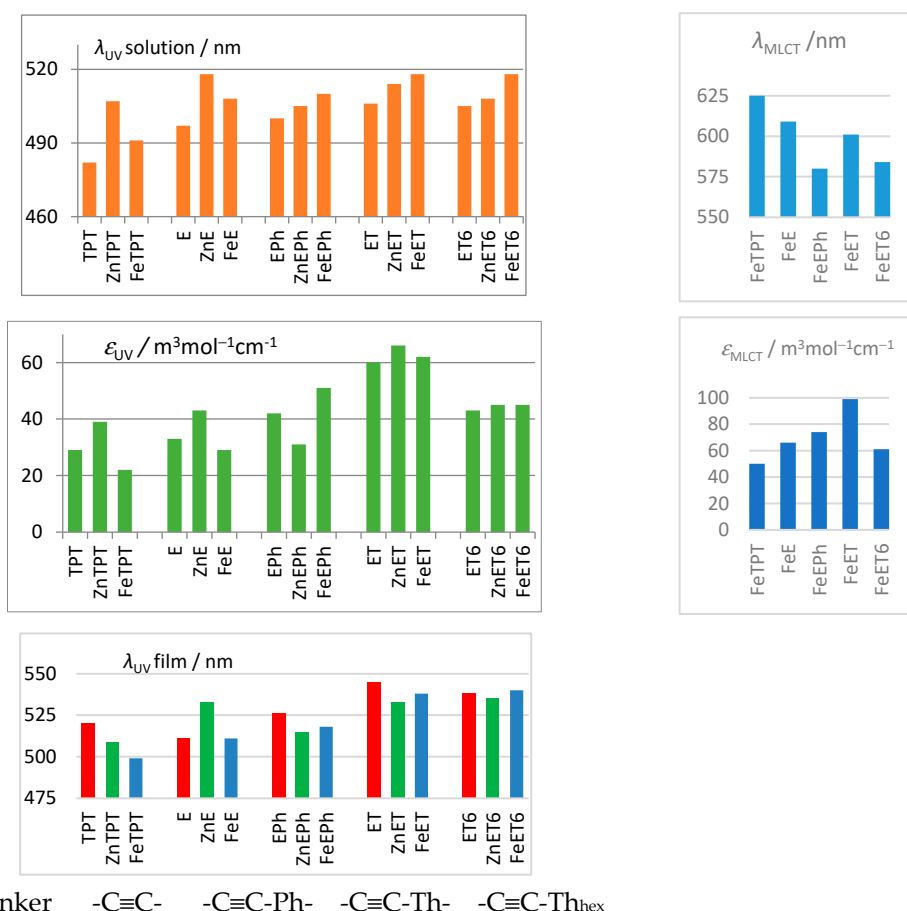 λUV solution / nm
520
490
460
TPT
ZnTPT
FeTPT
E
ZnE
FeE
EPh
ZnEPh
FeEPh
ET
ZnET
FeET
ET6
ZnET6
FeET6
λMLCT /nm
625
600
575
550
FeTPT
FeE
FeEPh
FeET
FeET6
εUV / m³mol⁻¹cm⁻¹
60
40
20
0
TPT
ZnTPT
FeTPT
E
ZnE
FeE
EPh
ZnEPh
FeEPh
ET
ZnET
FeET
ET6
ZnET6
FeET6
εMLCT / m³mol⁻¹cm⁻¹
100
80
60
40
20
0
FeTPT
FeE
FeEPh
FeET
FeET6
λUV film / nm
550
525
500
475
TPT
ZnTPT
FeTPT
E
ZnE
FeE
EPh
ZnEPh
FeEPh
ET
ZnET
FeET
ET6
ZnET6
FeET6
nker -C≡C- -C≡C-Ph- -C≡C-Th- -C≡C-Thhex